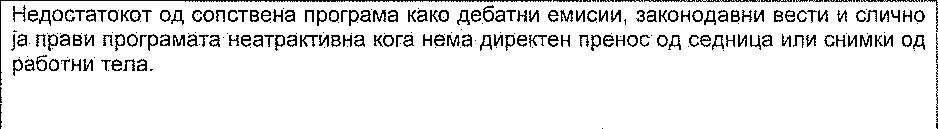 Недостатокот од сопствена програма како дебатни емисии, законодавни вести и слично
ја прави програмата неатрактивна кога нема директен пренос од седница или снимки од
работни тела.